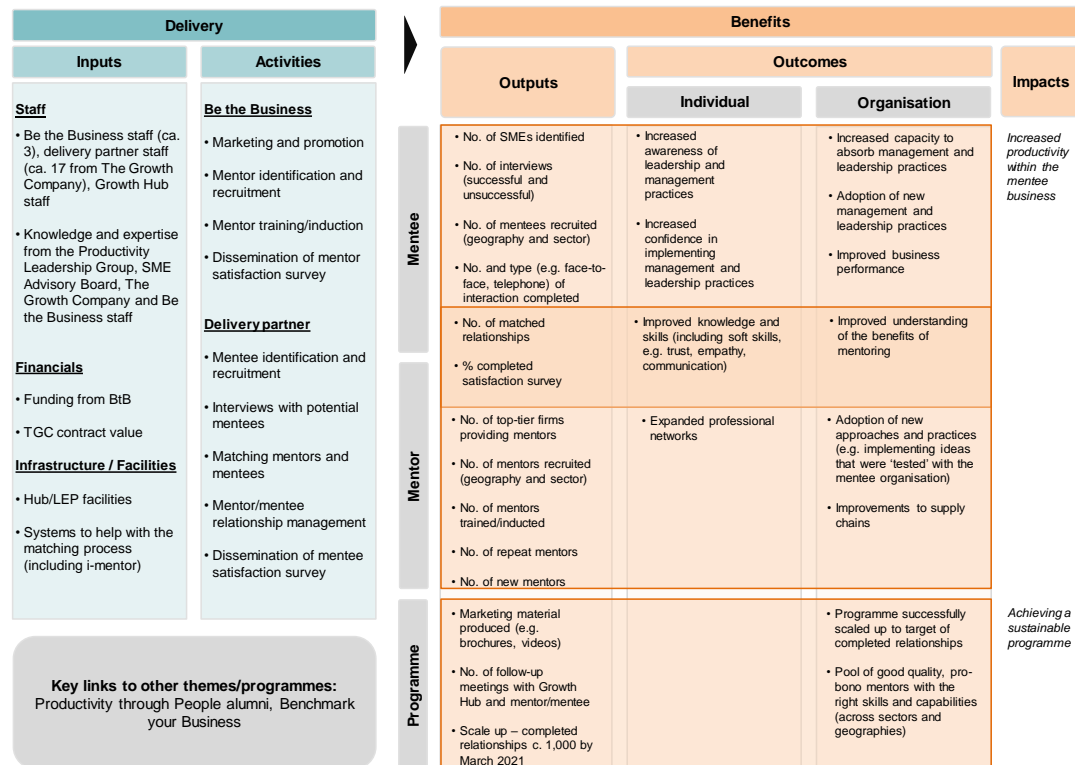 Delivery
Inputs
Activities
Staff
• Be the Business staff (ca.
3), delivery partner staff
(ca. 17 from The Growth
Company), Growth Hub
staff
• Knowledge and expertise
from the Productivity
Leadership Group, SME
Advisory Board, The
Growth Company and Be
the Business staff
Financials
• Funding from BtB
• TGC contract value
Infrastructure / Facilities
• Hub/LEP facilities
• Systems to help with the
matching process
(including i-mentor)
Be the Business
• Marketing and promotion
• Mentor identification and
recruitment
• Mentor training/induction
• Dissemination of mentor
satisfaction survey
Delivery partner
• Mentee identification and
recruitment
• Interviews with potential
mentees
• Matching mentors and
mentees
• Mentor/mentee
relationship management
• Dissemination of mentee
satisfaction survey
Key links to other themes/programmes:
Productivity through People alumni, Benchmark
your Business
Benefits
Outputs
Outcomes
Individual
Organisation
Impacts
Mentee
• No. of SMEs identified
• No. of interviews
(successful and
unsuccessful)
• No. of mentees recruited
(geography and sector)
• No. and type (e.g. face-to-
face, telephone) of
interaction completed
• Increased
awareness of
leadership and
management
practices
• Increased
confidence in
implementing
management and
leadership practices
• Increased capacity to
absorb management and
leadership practices
• Adoption of new
management and
leadership practices
• Improved business
performance
Increased
productivity
within the
mentee
business
• No. of matched
relationships
• % completed
satisfaction survey
• Improved knowledge and
skills (including soft skills,
e.g. trust, empathy,
communication)
• Improved understanding
of the benefits of
mentoring
Mentor
• No. of top-tier firms
providing mentors
• No. of mentors recruited
(geography and sector)
• No. of mentors
trained/inducted
• No. of repeat mentors
• No. of new mentors
• Expanded professional
networks
• Adoption of new
approaches and practices
(e.g. implementing ideas
that were ‘tested’ with the
mentee organisation)
• Improvements to supply
chains
Programme
• Marketing material
produced (e.g.
brochures, videos)
• No. of follow-up
meetings with Growth
Hub and mentor/mentee
• Scale up – completed
relationships c. 1,000 by
March 2021
• Programme successfully
scaled up to target of
completed relationships
• Pool of good quality, pro-
bono mentors with the
right skills and capabilities
(across sectors and
geographies)
Achieving a
sustainable
programme